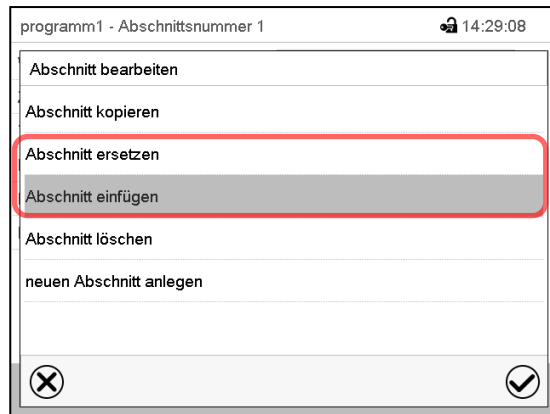 programm1 - Abschnittsnummer 1 14:29:08
Abschnitt bearbeiten
Abschnitt kopieren
Abschnitt ersetzen
Abschnitt einfügen
Abschnitt löschen
neuen Abschnitt anlegen